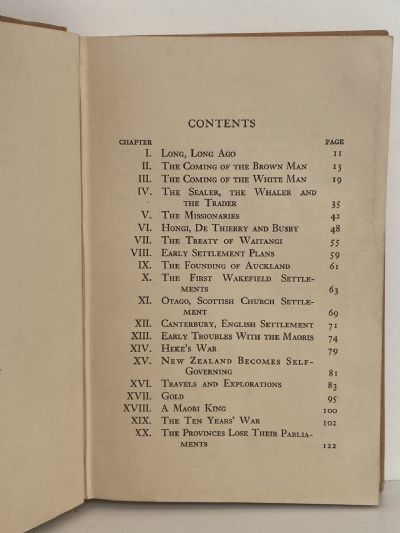 CONTENTS
CHAPTER PAGE
I. Long, Long Ago 11
II. The Coming of the Brown Man 13
III. The Coming of the White Man 19
IV. The Sealer, the Whaler and
the Trader 35
V. The Missionaries 42
VI. Hongi, De Thierry and Busby 48
VII. The Treaty of Waitangi 55
VIII. Early Settlement Plans 59
IX. The Founding of Auckland 61
X. The First Wakefield Settle-
ments 63
XI. Otago, Scottish Church Settle-
ment 69
XII. Canterbury, English Settlement 71
XIII. Early Troubles With the Maoris 74
XIV. Heke's War 79
XV. New Zealand Becomes Self-
Governing 81
XVI. Travels and Explorations 83
XVII. Gold 95
XVIII. A Maori King 100
XIX. The Ten Years' War 102
XX. The Provinces Lose Their Parlia-
ments 122